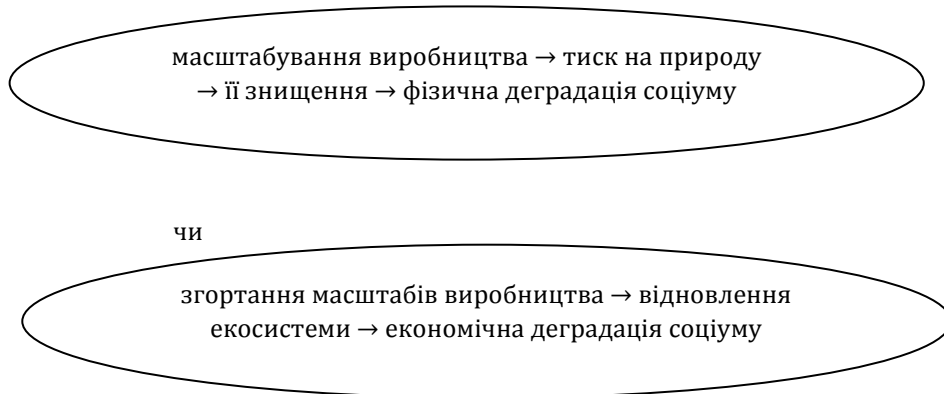 масштабування виробництва → тиск на природу
→ її знищення → фізична деградація соціуму
чи
згортання масштабів виробництва → відновлення
екосистеми → економічна деградація соціуму